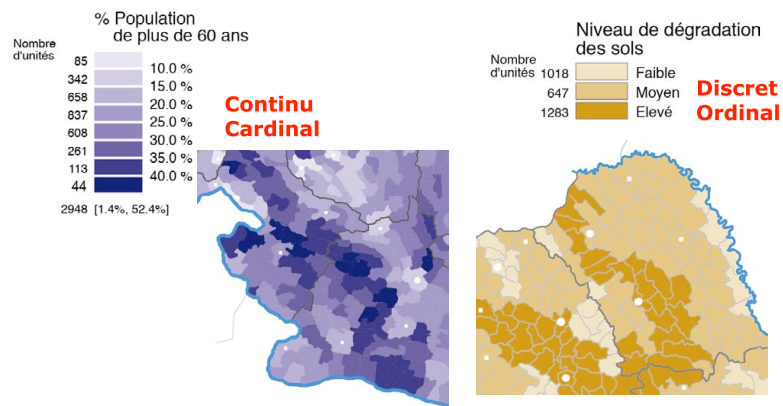 % Population
de plus de 60 ans
Nombre
d'unités
85
10.0 %
342
15.0 %
658
20.0 %
837
25.0 %
608
30.0 %
261
35.0 %
113
40.0 %
44
2948 [1.4%, 52.4%]
Continu
Cardinal
Niveau de dégradation
des sols
Nombre
d'unités
1018 Faible
647 Moyen
1283 Elevé
Discret
Ordinal